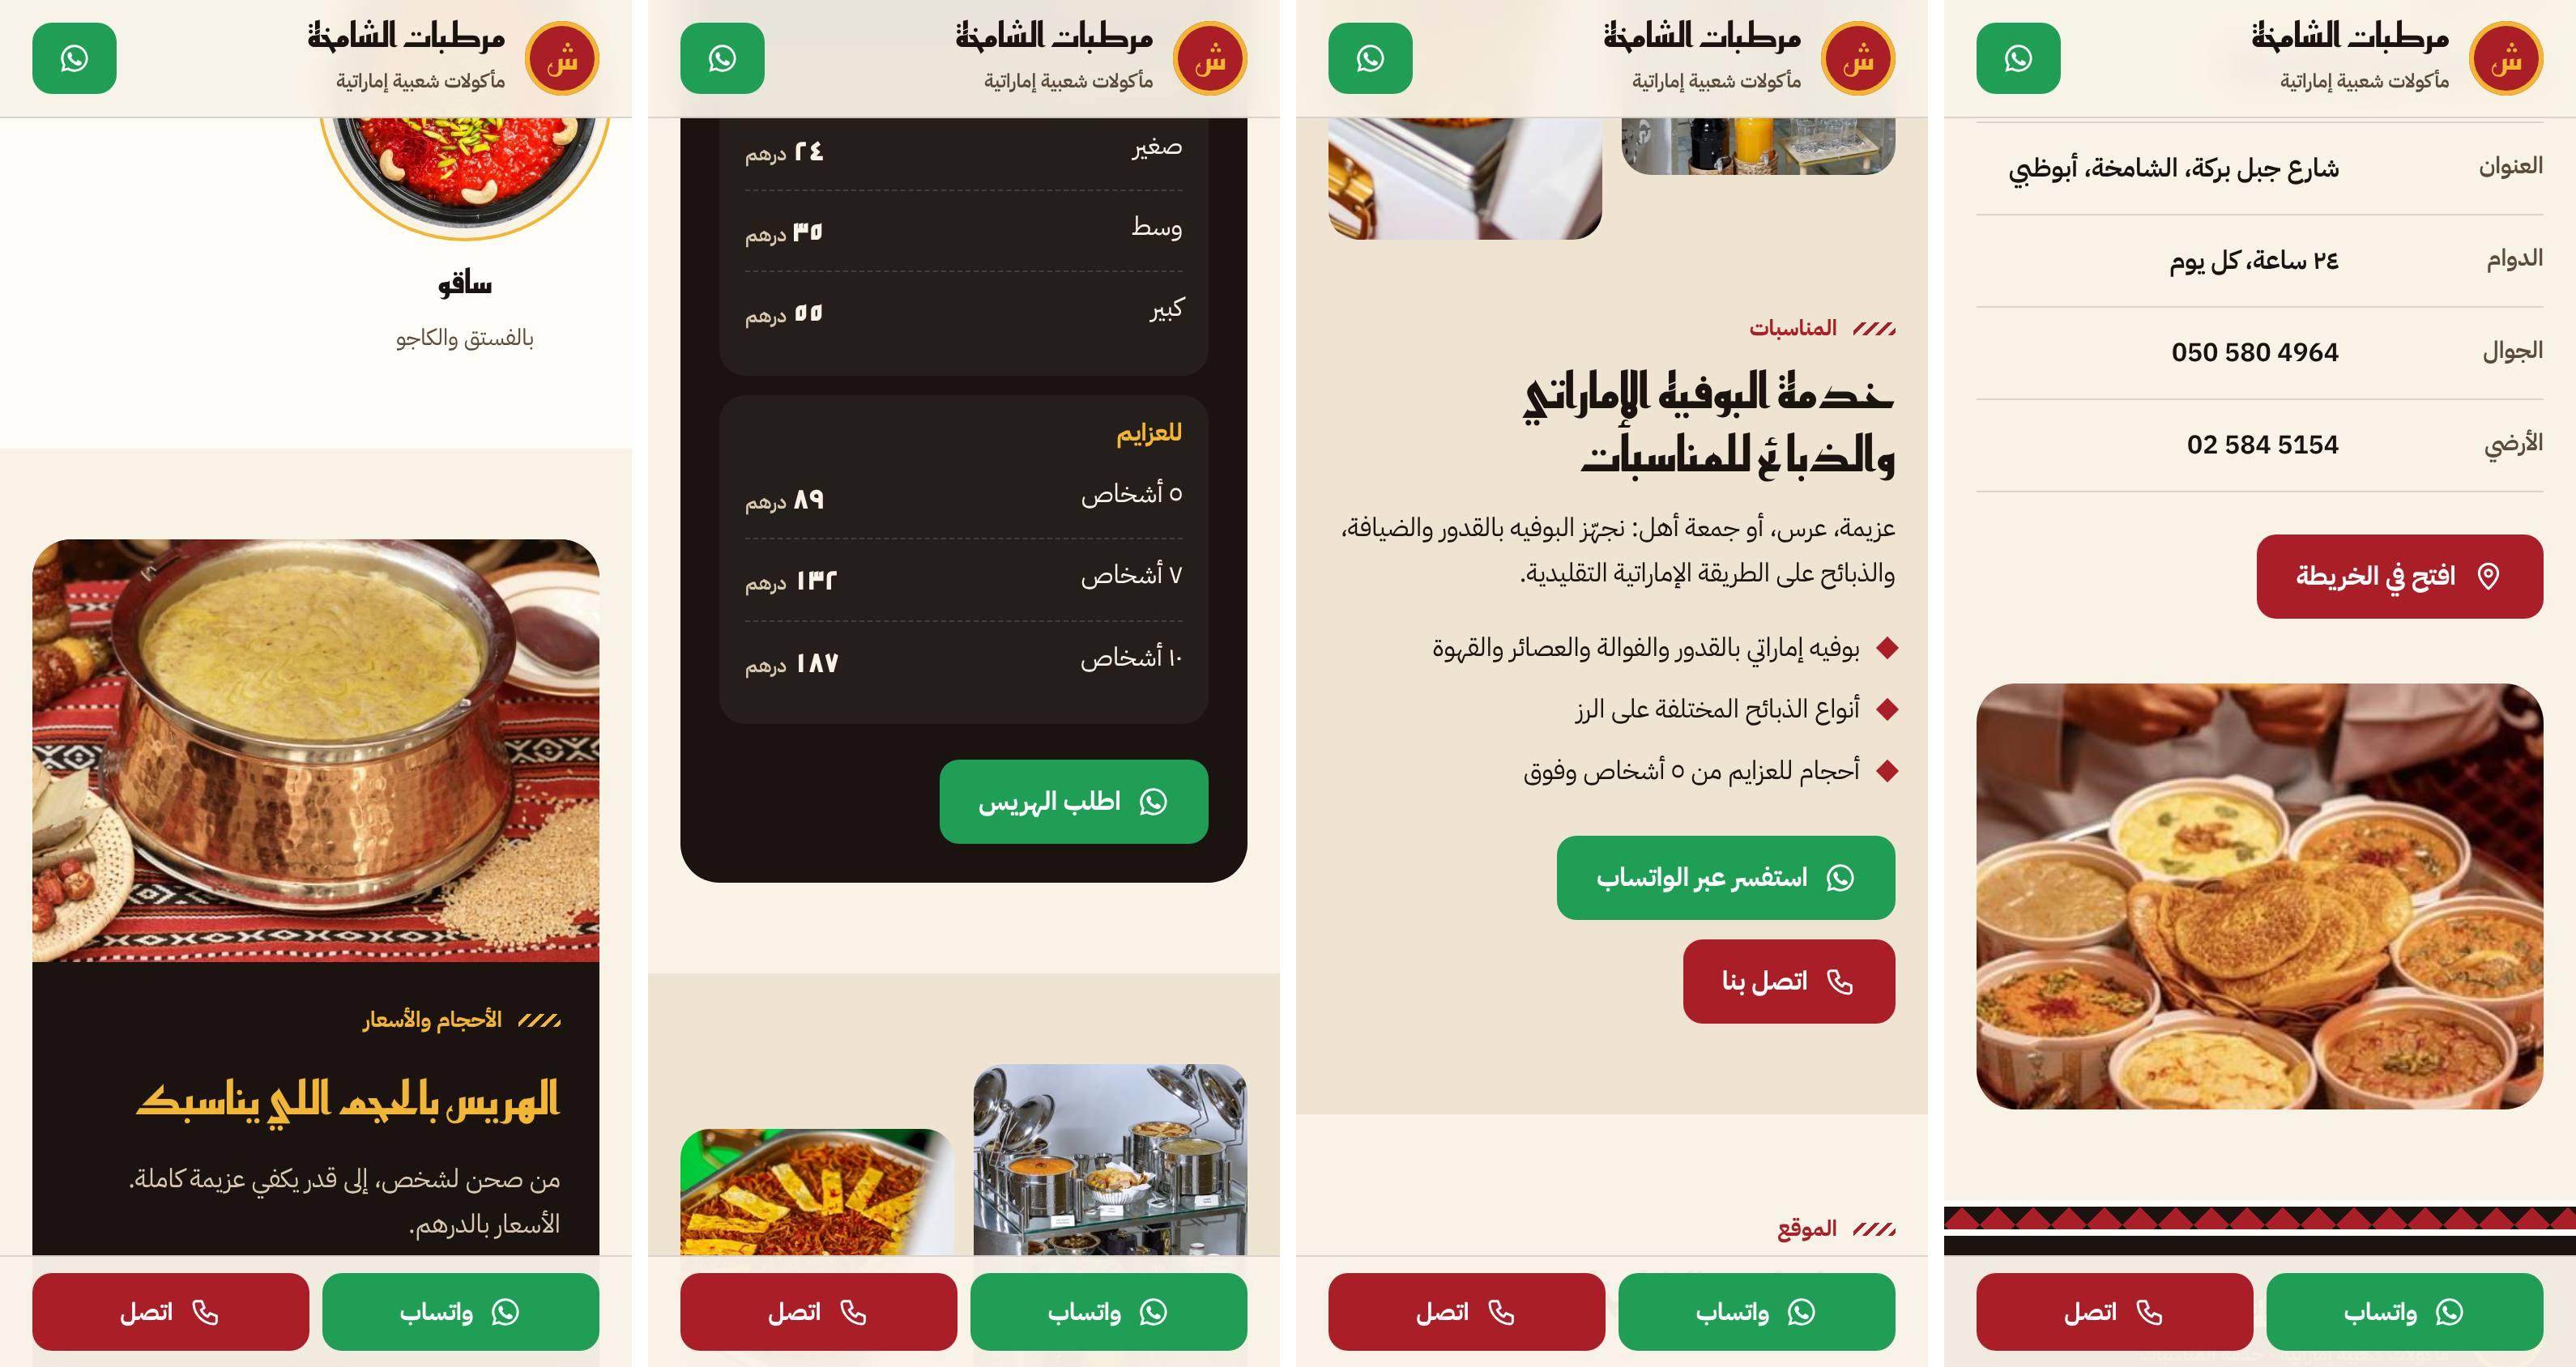 مرطبات الشامخة
مأكولات شعبية إماراتية
ش
ساقو
بالفستق والكاجو
الأحجام والأسعار
الهريس بالحجم اللي يناسبك
من صحن لشخص، إلى قدر يكفي عزيمة كاملة.
الأسعار بالدرهم.
واتساب
اتصل
مرطبات الشامخة
مأكولات شعبية إماراتية
ش
صغير ٢٤ درهم
وسط ٣٥ درهم
كبير ٥٥ درهم
للعزايم
٥ أشخاص ٨٩ درهم
٧ أشخاص ١٣٢ درهم
١٠ أشخاص ١٨٧ درهم
اطلب الهريس
واتساب
اتصل
مرطبات الشامخة
مأكولات شعبية إماراتية
ش
المناسبات
خدمة البوفيه الإماراتي
والذبائح للمناسبات
عزيمة، عرس، أو جمعة أهل: نجهّز البوفيه بالقدور والضيافة،
والذبائح على الطريقة الإماراتية التقليدية.
بوفيه إماراتي بالقدور والفوالة والعصائر والقهوة
أنواع الذبائح المختلفة على الرز
أحجام للعزايم من ٥ أشخاص وفوق
استفسر عبر الواتساب
اتصل بنا
الموقع
واتساب
اتصل
مرطبات الشامخة
مأكولات شعبية إماراتية
ش
العنوان شارع جبل بركة، الشامخة، أبوظبي
الدوام ٢٤ ساعة، كل يوم
الجوال 050 580 4964
الأرضي 02 584 5154
افتح في الخريطة
واتساب
اتصل